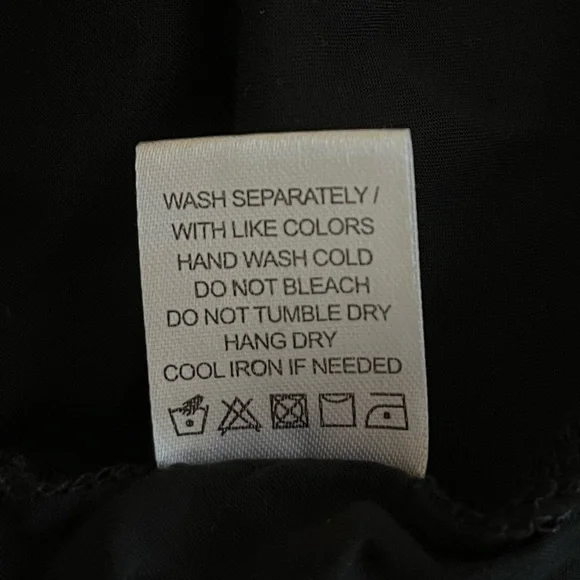 WASH SEPARATELY /
WITH LIKE COLORS
HAND WASH COLD
DO NOT BLEACH
DO NOT TUMBLE DRY
HANG DRY
COOL IRON IF NEEDED